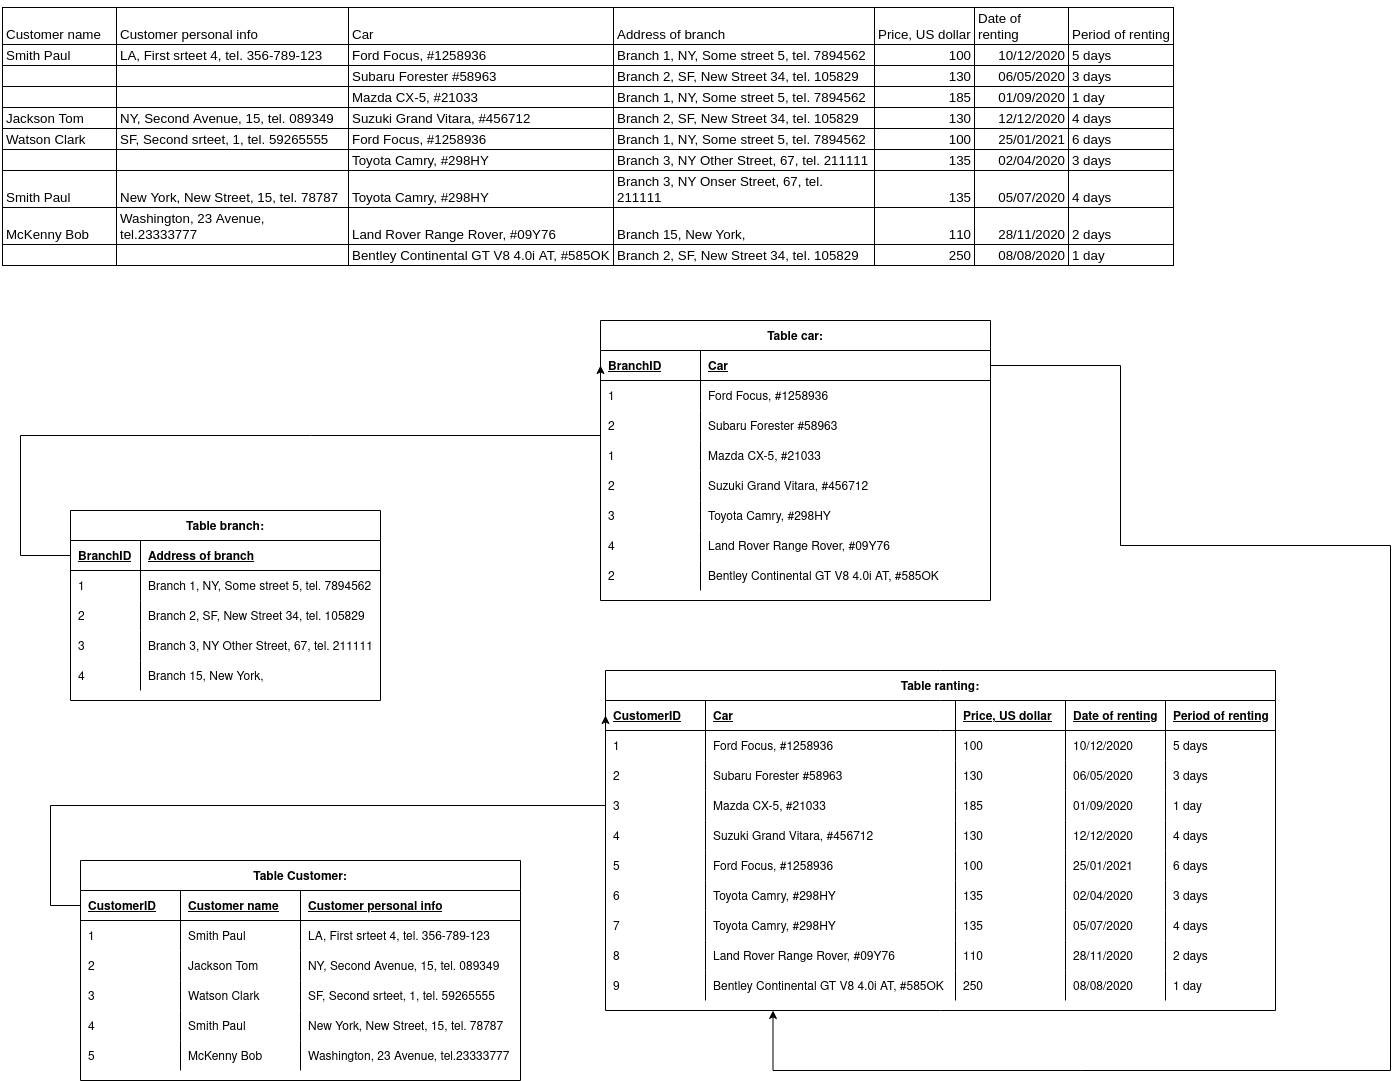 Customer name Customer personal info Car Address of branch Price, US dollar Date of renting Period of renting
Smith Paul LA, First srteet 4, tel. 356-789-123 Ford Focus, #1258936 Branch 1, NY, Some street 5, tel. 7894562 100 10/12/2020 5 days
Subaru Forester #58963 Branch 2, SF, New Street 34, tel. 105829 130 06/05/2020 3 days
Mazda CX-5, #21033 Branch 1, NY, Some street 5, tel. 7894562 185 01/09/2020 1 day
Jackson Tom NY, Second Avenue, 15, tel. 089349 Suzuki Grand Vitara, #456712 Branch 2, SF, New Street 34, tel. 105829 130 12/12/2020 4 days
Watson Clark SF, Second srteet, 1, tel. 59265555 Ford Focus, #1258936 Branch 1, NY, Some street 5, tel. 7894562 100 25/01/2021 6 days
Toyota Camry, #298HY Branch 3, NY Other Street, 67, tel. 211111 135 02/04/2020 3 days
Smith Paul New York, New Street, 15, tel. 78787 Toyota Camry, #298HY Branch 3, NY Onser Street, 67, tel. 211111 135 05/07/2020 4 days
McKenny Bob Washington, 23 Avenue, tel.23333777 Land Rover Range Rover, #09Y76 Branch 15, New York, 110 28/11/2020 2 days
Bentley Continental GT V8 4.0i AT, #585OK Branch 2, SF, New Street 34, tel. 105829 250 08/08/2020 1 day
Table car:
BranchID Car
1 Ford Focus, #1258936
2 Subaru Forester #58963
1 Mazda CX-5, #21033
2 Suzuki Grand Vitara, #456712
3 Toyota Camry, #298HY
4 Land Rover Range Rover, #09Y76
2 Bentley Continental GT V8 4.0i AT, #585OK
Table branch:
BranchID Address of branch
1 Branch 1, NY, Some street 5, tel. 7894562
2 Branch 2, SF, New Street 34, tel. 105829
3 Branch 3, NY Other Street, 67, tel. 211111
4 Branch 15, New York,
Table ranting:
CustomerID Car Price, US dollar Date of renting Period of renting
1 Ford Focus, #1258936 100 10/12/2020 5 days
2 Subaru Forester #58963 130 06/05/2020 3 days
3 Mazda CX-5, #21033 185 01/09/2020 1 day
4 Suzuki Grand Vitara, #456712 130 12/12/2020 4 days
5 Ford Focus, #1258936 100 25/01/2021 6 days
6 Toyota Camry, #298HY 135 02/04/2020 3 days
7 Toyota Camry, #298HY 135 05/07/2020 4 days
8 Land Rover Range Rover, #09Y76 110 28/11/2020 2 days
9 Bentley Continental GT V8 4.0i AT, #585OK 250 08/08/2020 1 day
Table Customer:
CustomerID Customer name Customer personal info
1 Smith Paul LA, First srteet 4, tel. 356-789-123
2 Jackson Tom NY, Second Avenue, 15, tel. 089349
3 Watson Clark SF, Second srteet, 1, tel. 59265555
4 Smith Paul New York, New Street, 15, tel. 78787
5 McKenny Bob Washington, 23 Avenue, tel.23333777